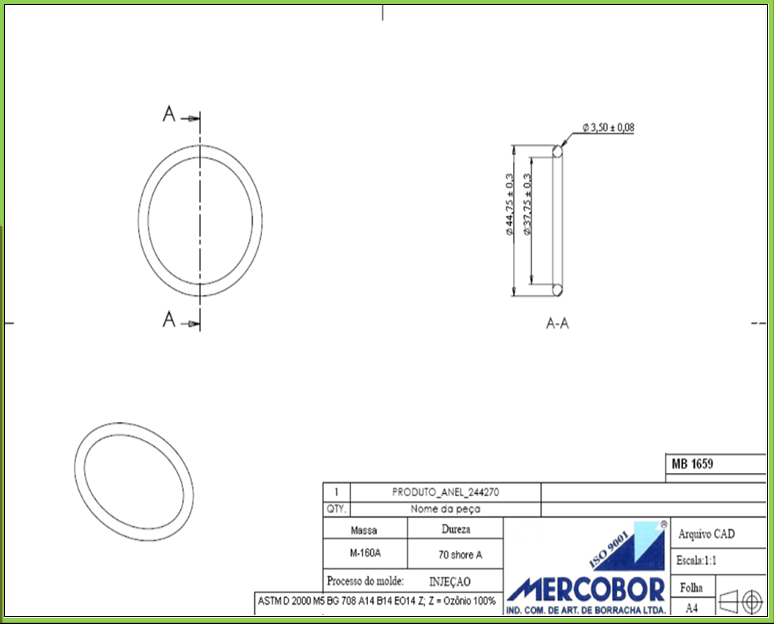 A
A
Ø 3,50 ± 0,08
Ø 44,75 ± 0,3
Ø 37,75 ± 0,3
A-A
MB 1659
1 PRODUTO_ANEL_244270
QTY. Nome da peça
Massa Dureza
M-160A 70 shore A
Processo do molde: INJEÇAO
ASTM D 2000 M5 BG 708 A14 B14 EO14 Z; Z = Ozônio 100%
ISO 9001
®
MERCOBOR
IND. COM. DE ART. DE BORRACHA LTDA.
Arquivo CAD
Escala:1:1
Folha
A4